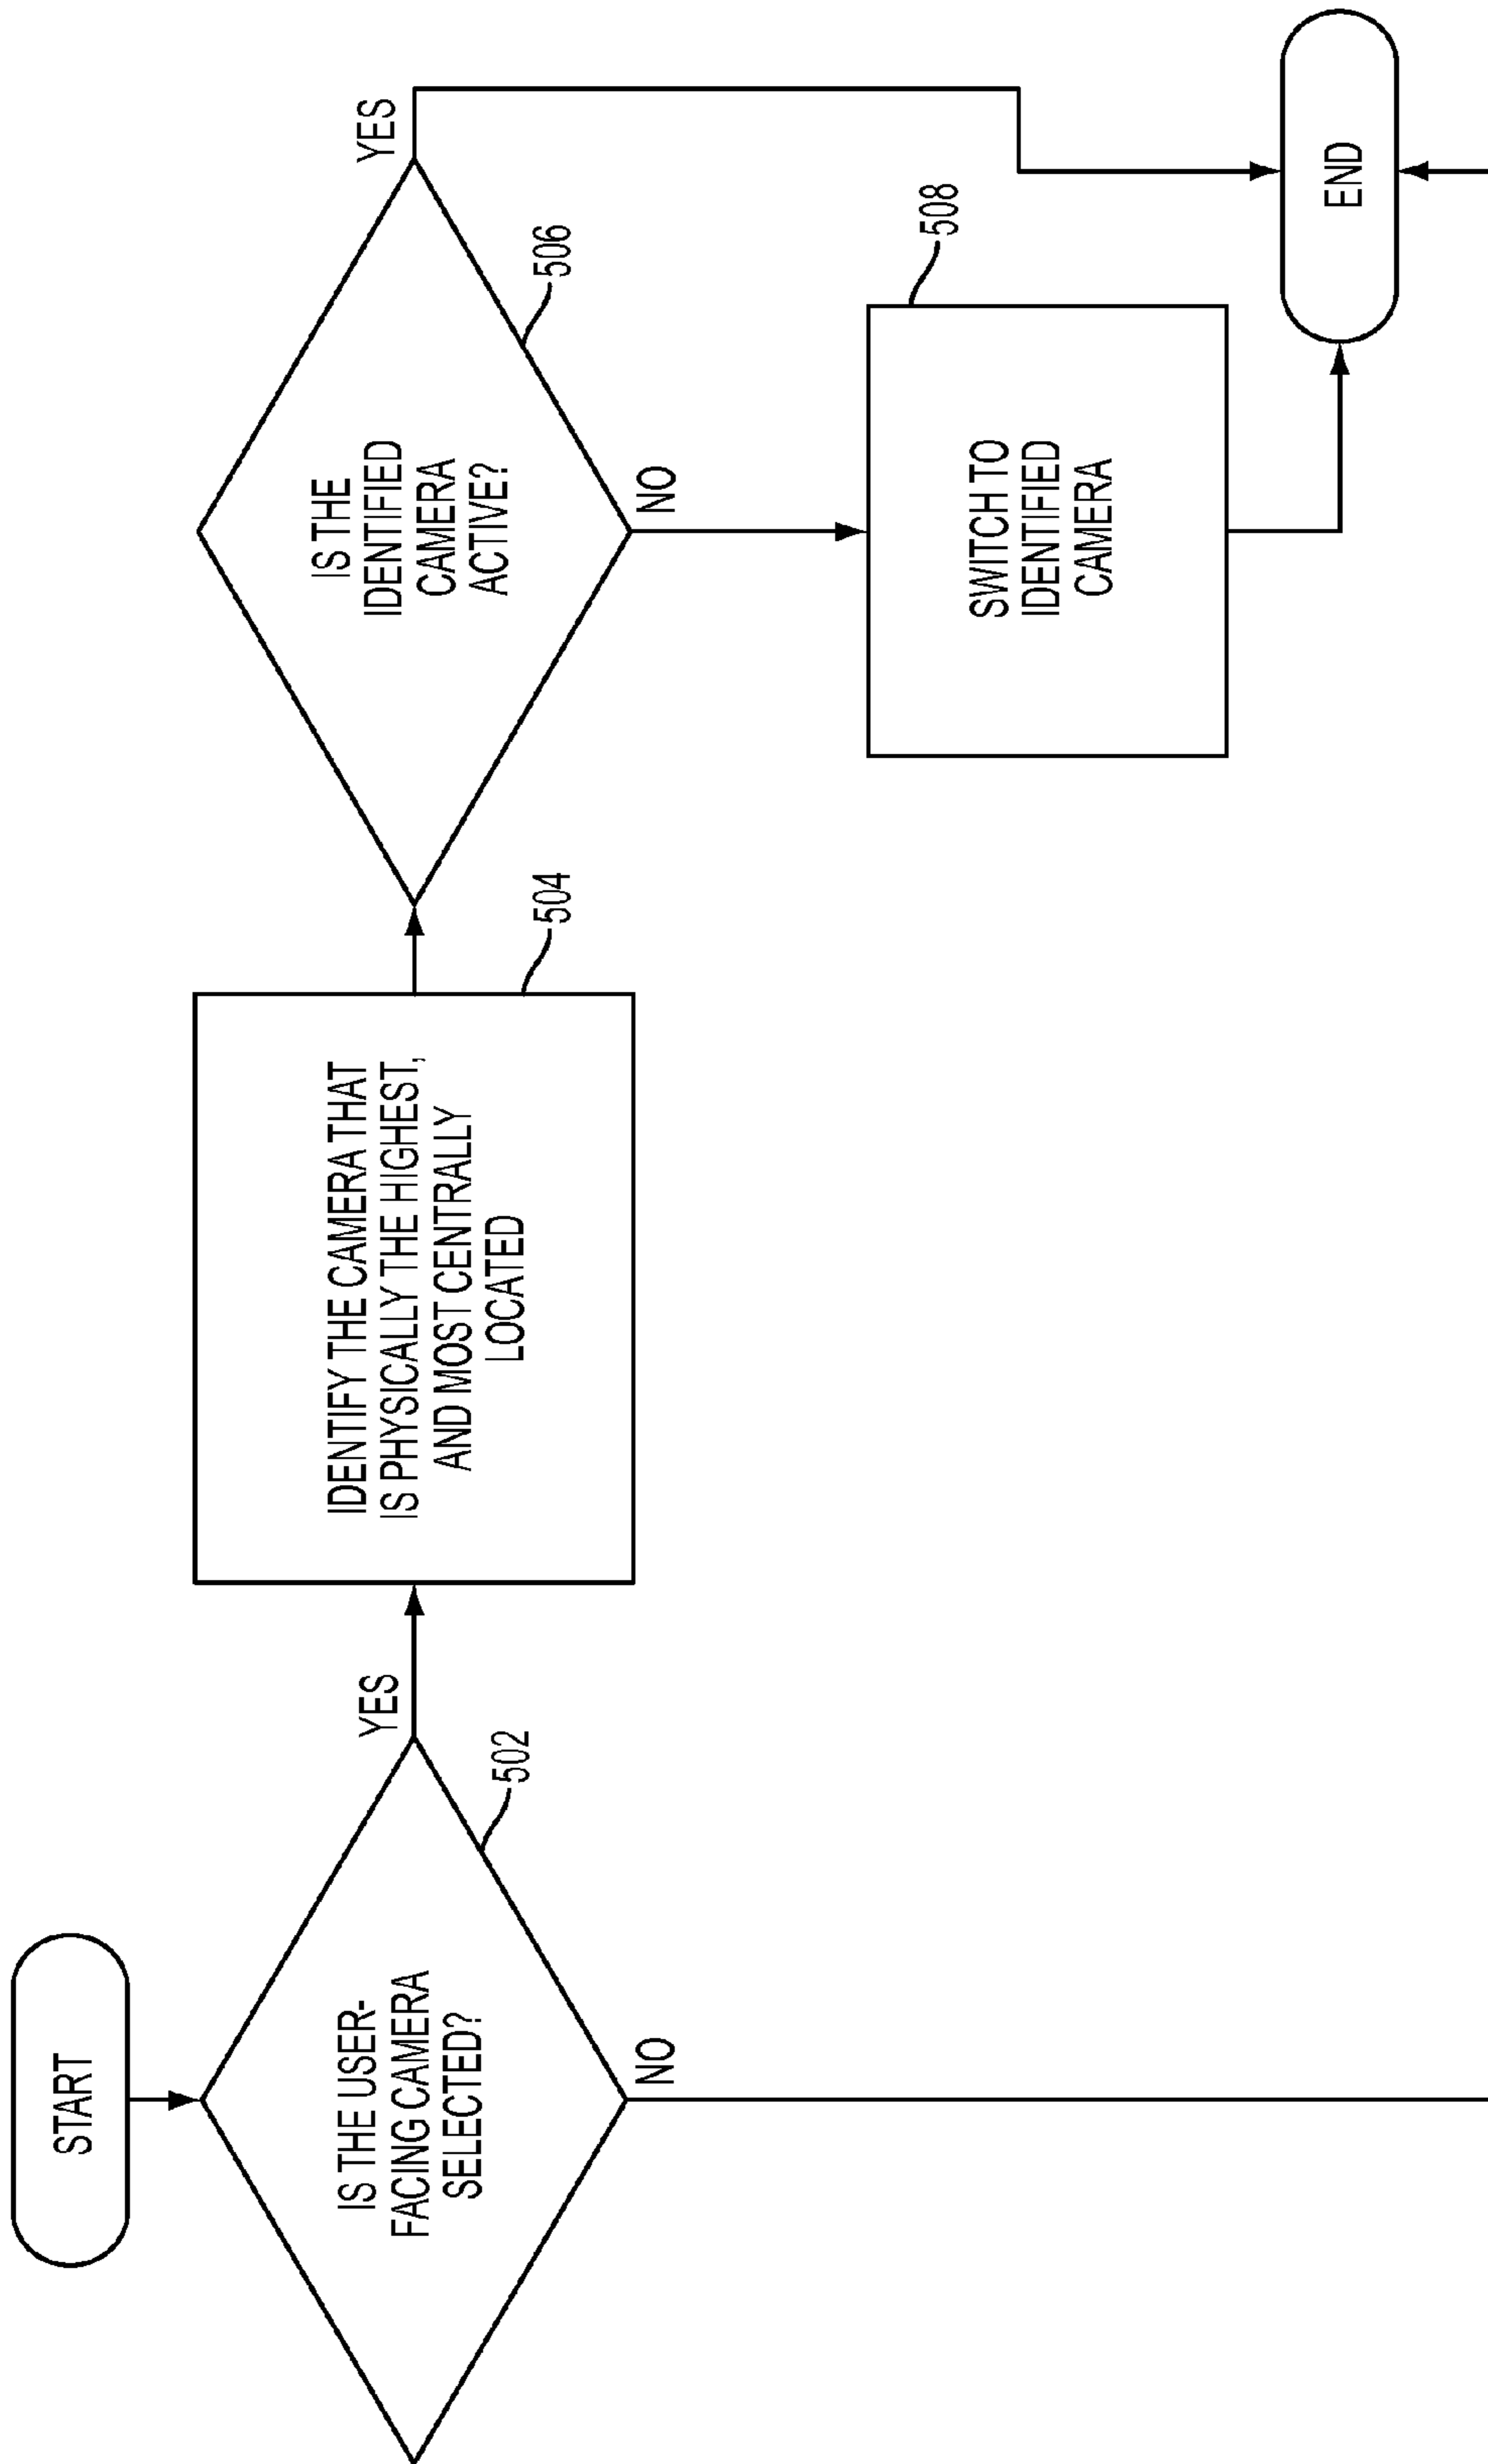 START
IS THE USER-
FACING CAMERA
SELECTED?
502
YES
NO
IDENTIFY THE CAMERA THAT
IS PHYSICALLY THE HIGHEST,
AND MOST CENTRALLY
LOCATED
504
IS THE
IDENTIFIED
CAMERA
ACTIVE?
506
YES
NO
SWITCH TO
IDENTIFIED
CAMERA
508
END